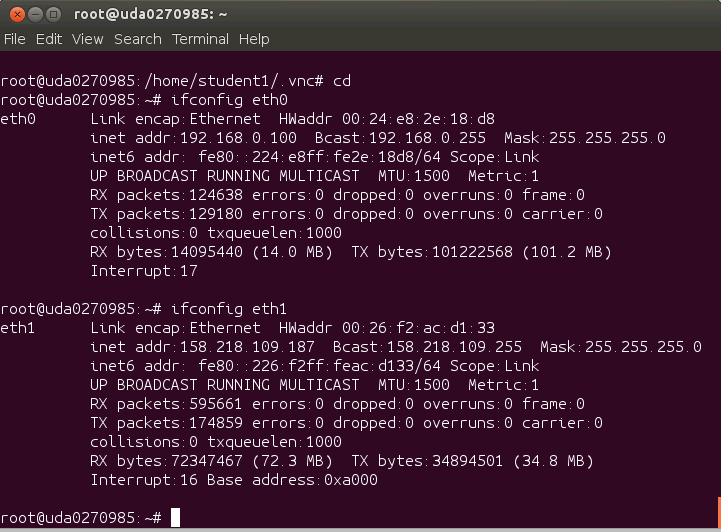 root@uda0270985: ~
File Edit View Search Terminal Help
root@uda0270985:/home/student1/.vnc# cd
root@uda0270985:~# ifconfig eth0
eth0 Link encap:Ethernet HWaddr 00:24:e8:2e:18:d8
inet addr:192.168.0.100 Bcast:192.168.0.255 Mask:255.255.255.0
inet6 addr: fe80::224:e8ff:fe2e:18d8/64 Scope:Link
UP BROADCAST RUNNING MULTICAST MTU:1500 Metric:1
RX packets:124638 errors:0 dropped:0 overruns:0 frame:0
TX packets:129180 errors:0 dropped:0 overruns:0 carrier:0
collisions:0 txqueuelen:1000
RX bytes:14095440 (14.0 MB) TX bytes:101222568 (101.2 MB)
Interrupt:17
root@uda0270985:~# ifconfig eth1
eth1 Link encap:Ethernet HWaddr 00:26:f2:ac:d1:33
inet addr:158.218.109.187 Bcast:158.218.109.255 Mask:255.255.255.0
inet6 addr: fe80::226:f2ff:feac:d133/64 Scope:Link
UP BROADCAST RUNNING MULTICAST MTU:1500 Metric:1
RX packets:595661 errors:0 dropped:0 overruns:0 frame:0
TX packets:174859 errors:0 dropped:0 overruns:0 carrier:0
collisions:0 txqueuelen:1000
RX bytes:72347467 (72.3 MB) TX bytes:34894501 (34.8 MB)
Interrupt:16 Base address:0xa000
root@uda0270985:~#